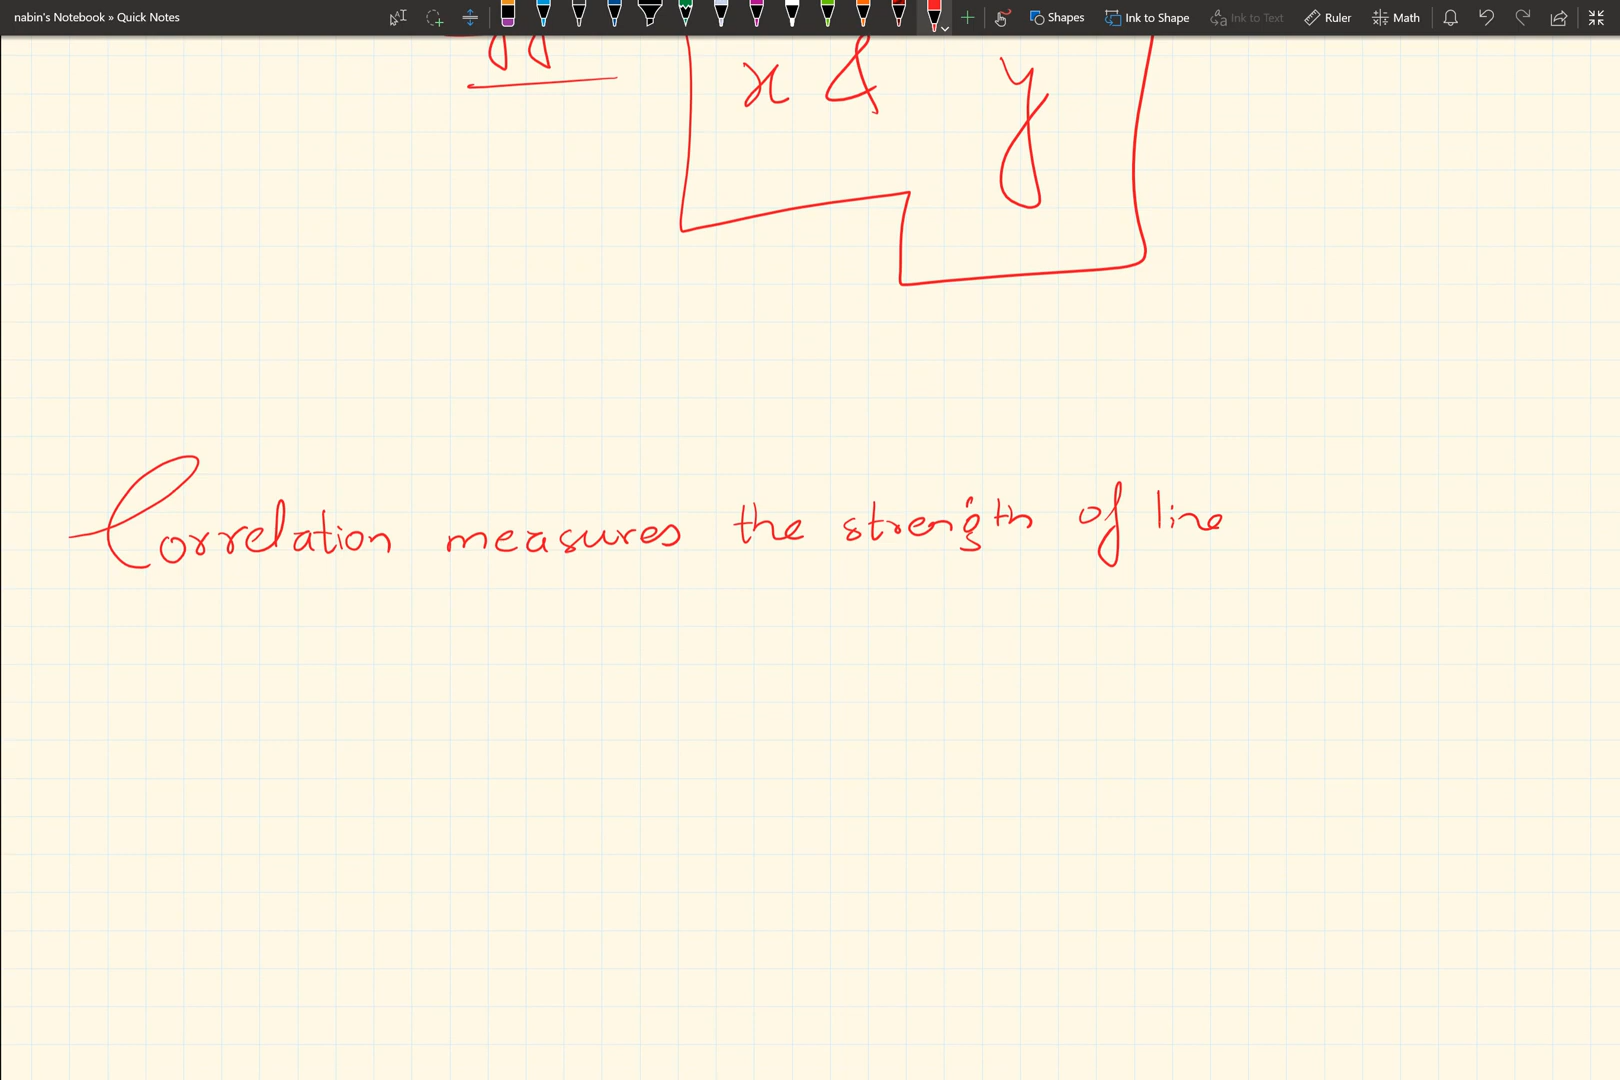 nabin's Notebook » Quick Notes
Shapes
Ink to Shape
Ink to Text
Ruler
Math
x & y
Correlation measures the strength of line